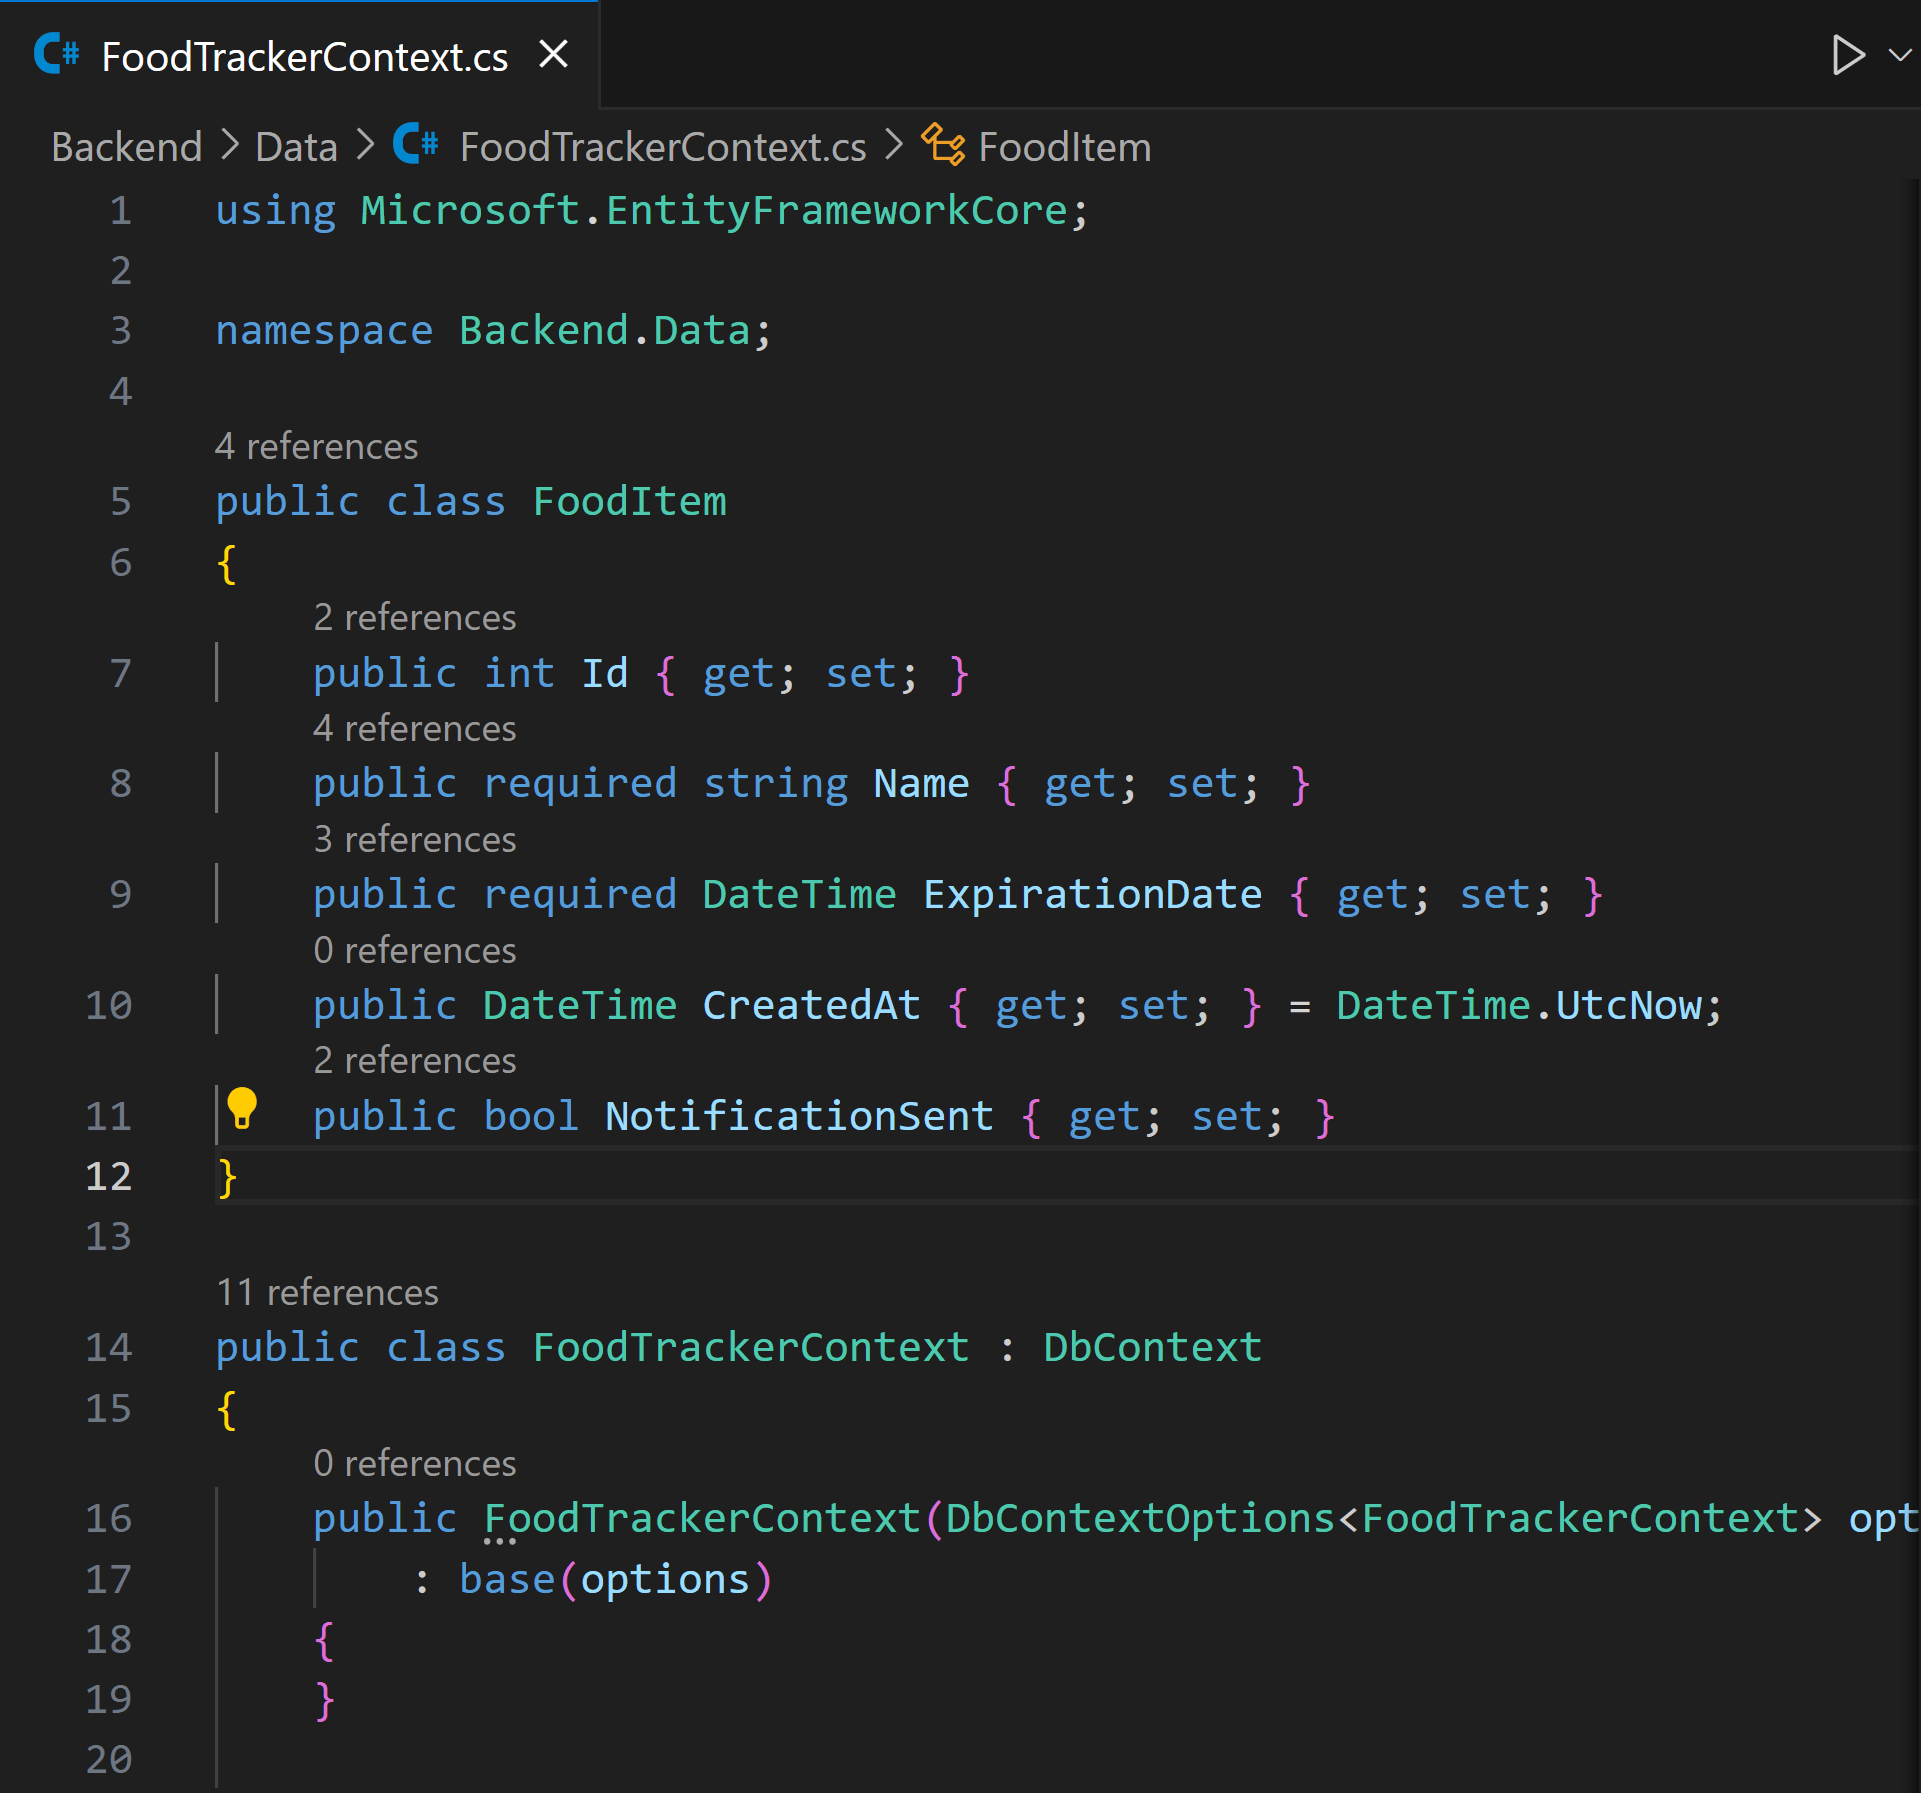 FoodTrackerContext.cs
Backend > Data > FoodTrackerContext.cs > FoodItem
1 using Microsoft.EntityFrameworkCore;
2
3 namespace Backend.Data;
4
4 references
5 public class FoodItem
6 {
2 references
7 public int Id { get; set; }
4 references
8 public required string Name { get; set; }
3 references
9 public required DateTime ExpirationDate { get; set; }
0 references
10 public DateTime CreatedAt { get; set; } = DateTime.UtcNow;
2 references
11 public bool NotificationSent { get; set; }
12 }
13
11 references
14 public class FoodTrackerContext : DbContext
15 {
0 references
16 public FoodTrackerContext(DbContextOptions<FoodTrackerContext> opt
17 : base(options)
18 {
19 }
20